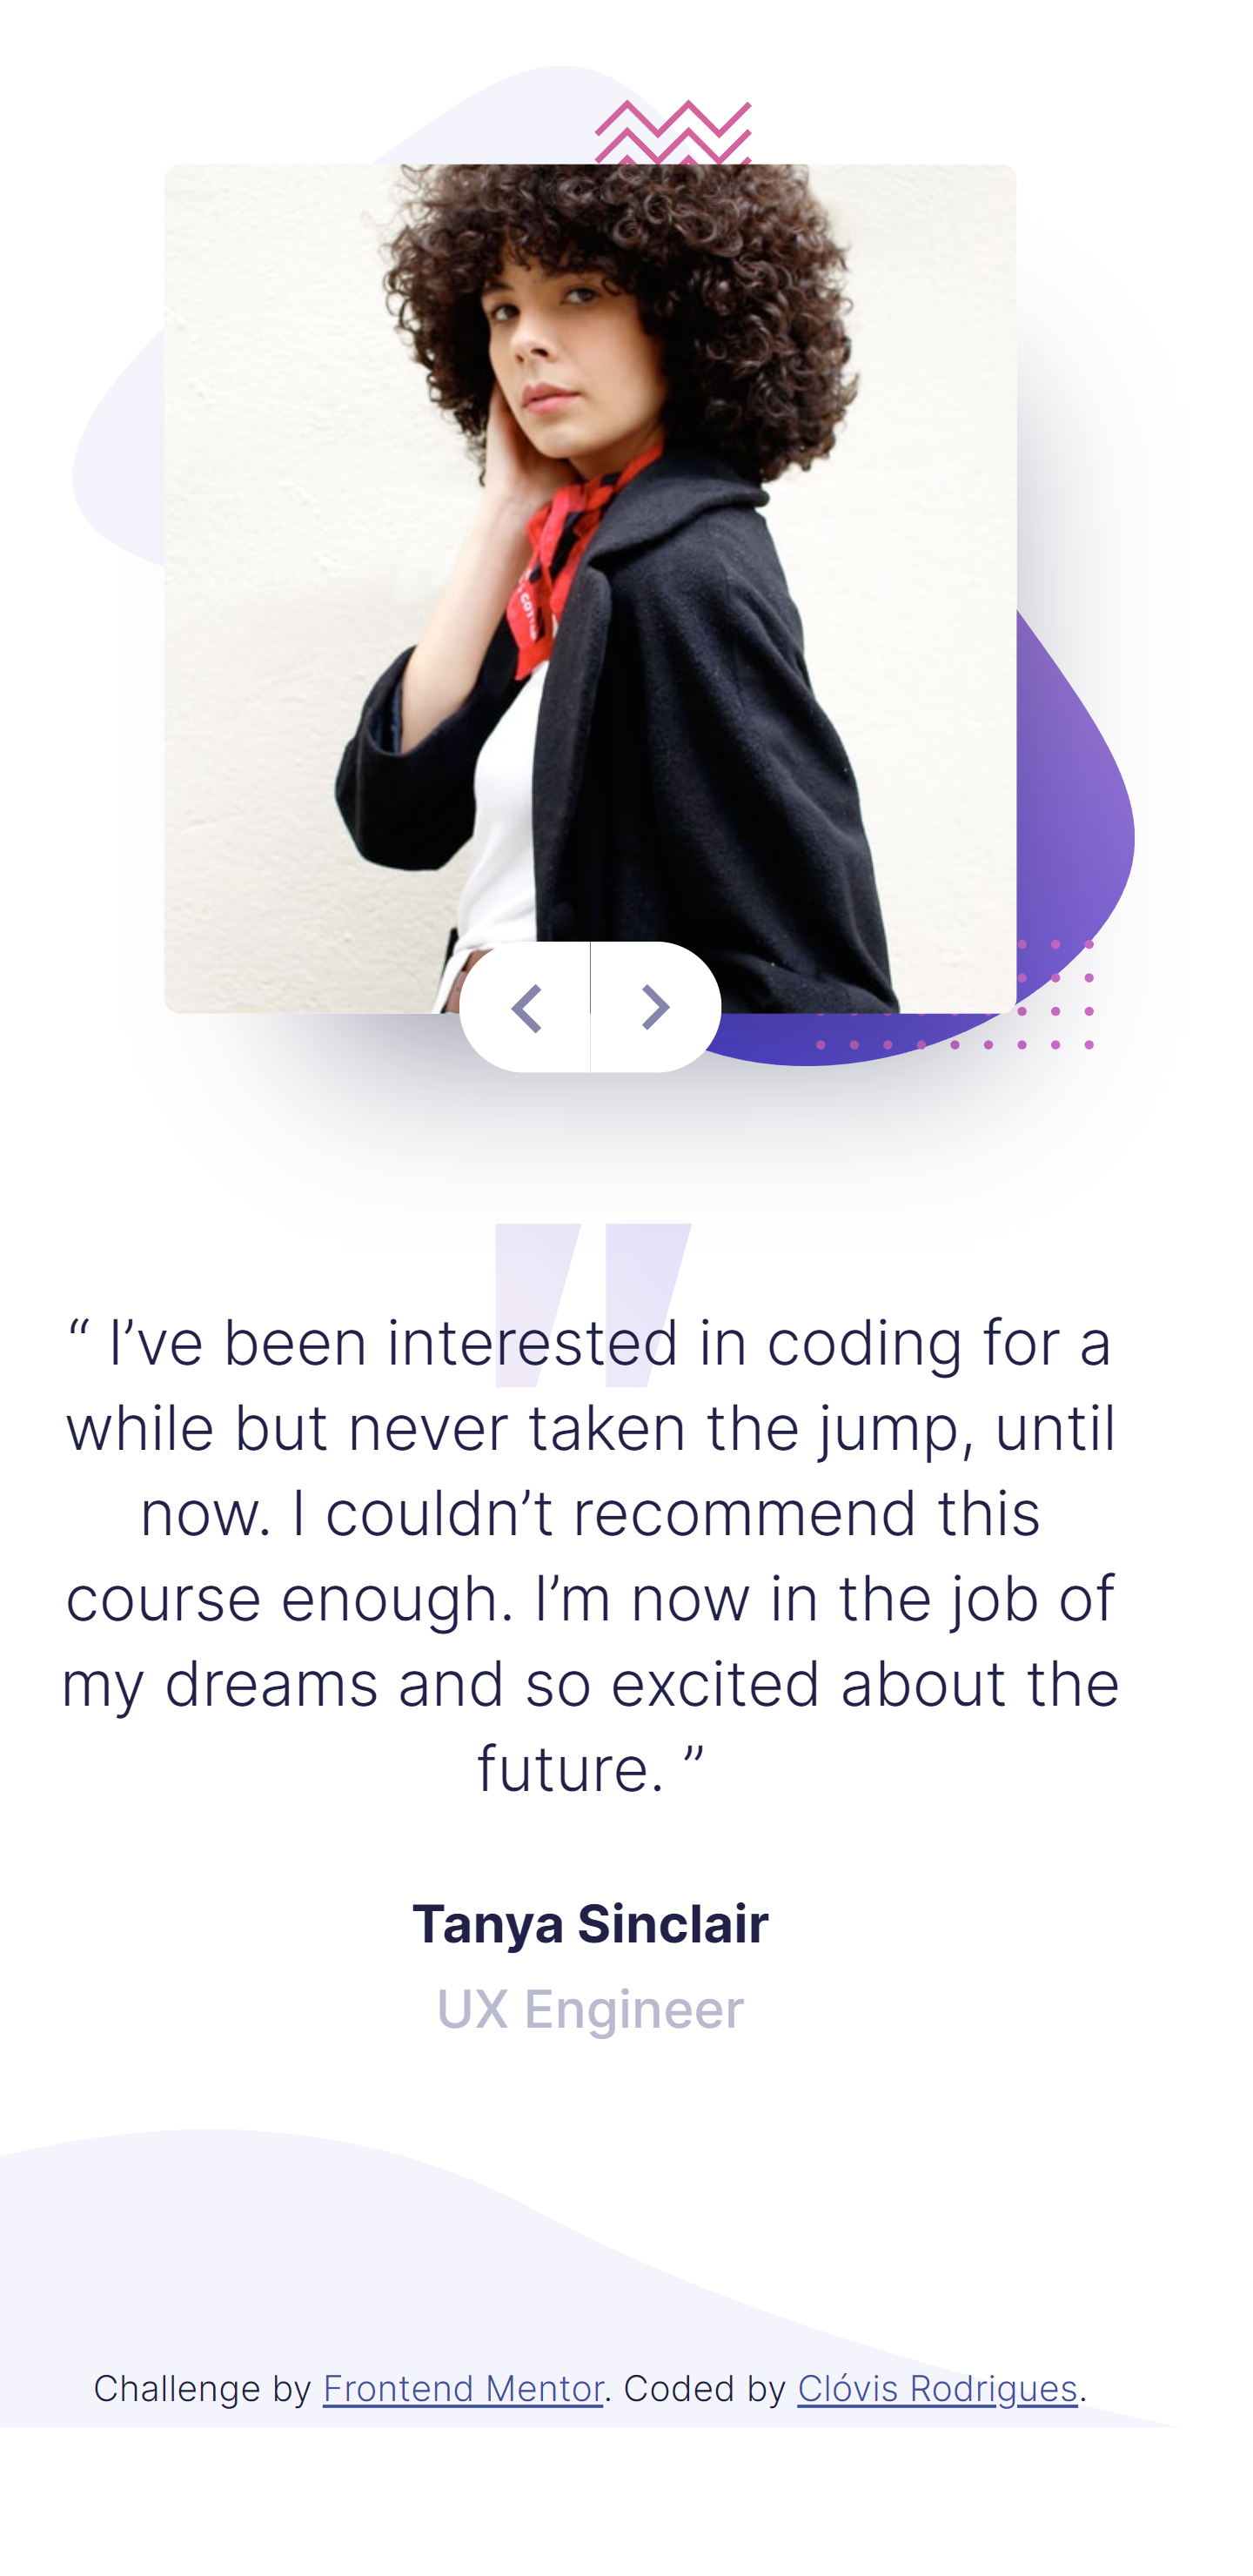 “ I’ve been interested in coding for a
while but never taken the jump, until
now. I couldn’t recommend this
course enough. I’m now in the job of
my dreams and so excited about the
future. ”
Tanya Sinclair
UX Engineer
Challenge by Frontend Mentor. Coded by Clóvis Rodrigues.